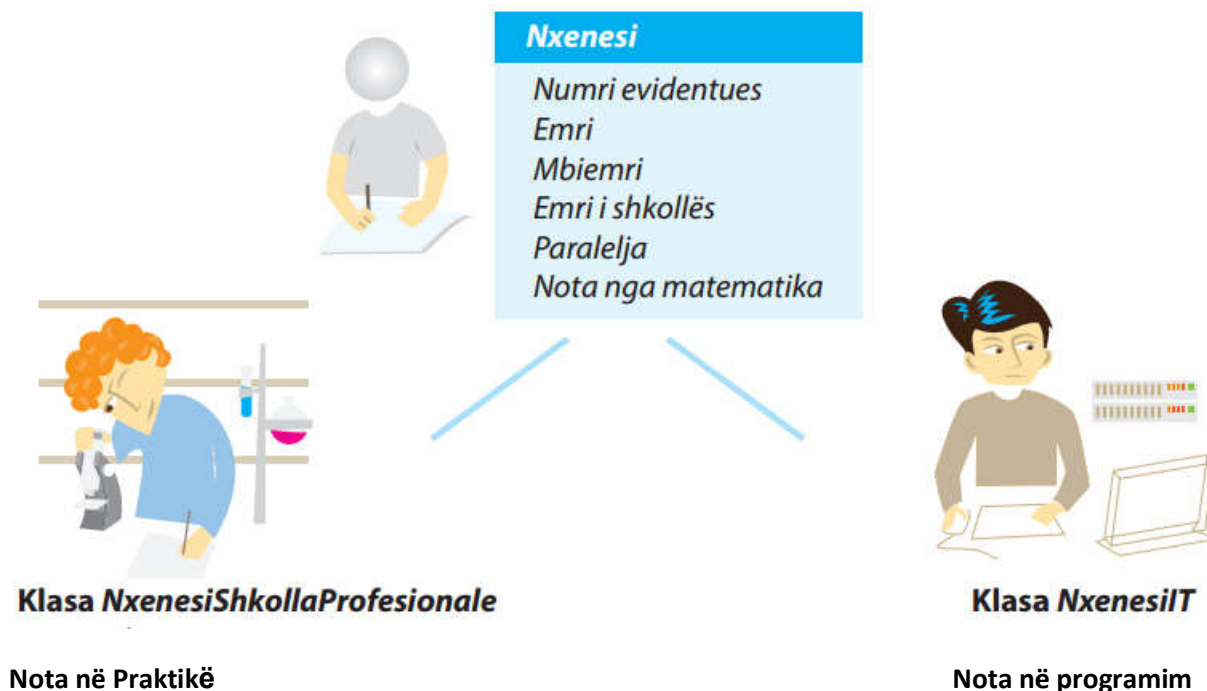 Nxenesi
Numri evidentues
Emri
Mbiemri
Emri i shkollës
Paralelja
Nota nga matematika
Klasa NxenesiShkollaProfesionale
Klasa NxenesiIT
Nota në Praktikë
Nota në programim